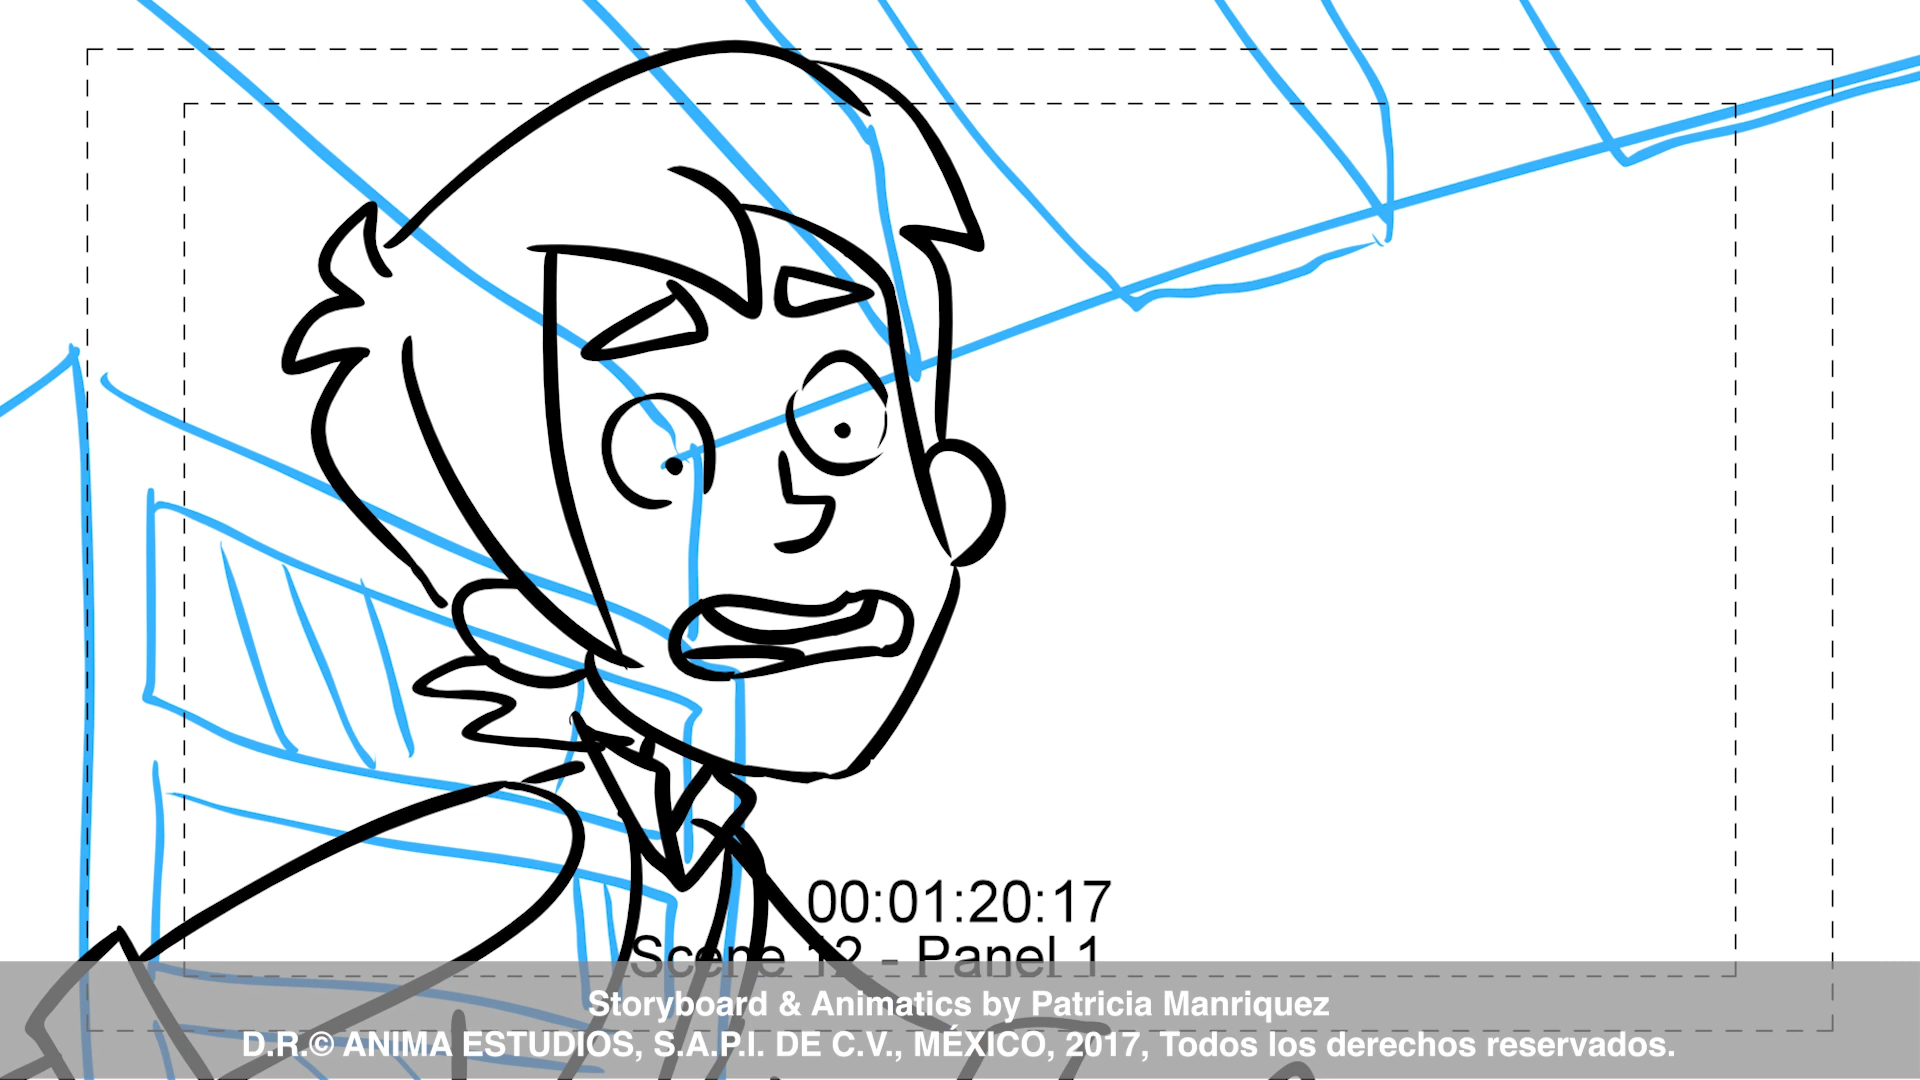 00:01:20:17
Scene 12 - Panel 1
Storyboard & Animatics by Patricia Manriquez
D.R.© ANIMA ESTUDIOS, S.A.P.I. DE C.V., MÉXICO, 2017, Todos los derechos reservados.